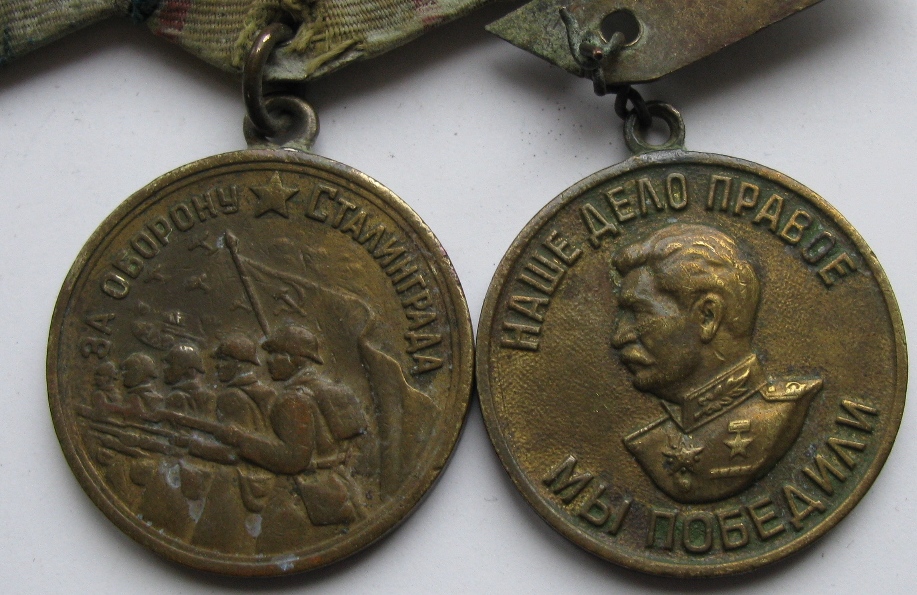 ЗА ОБОРОНУ СТАЛИНГРАДА
НАШЕ ДЕЛО ПРАВОЕ
МЫ ПОБЕДИЛИ